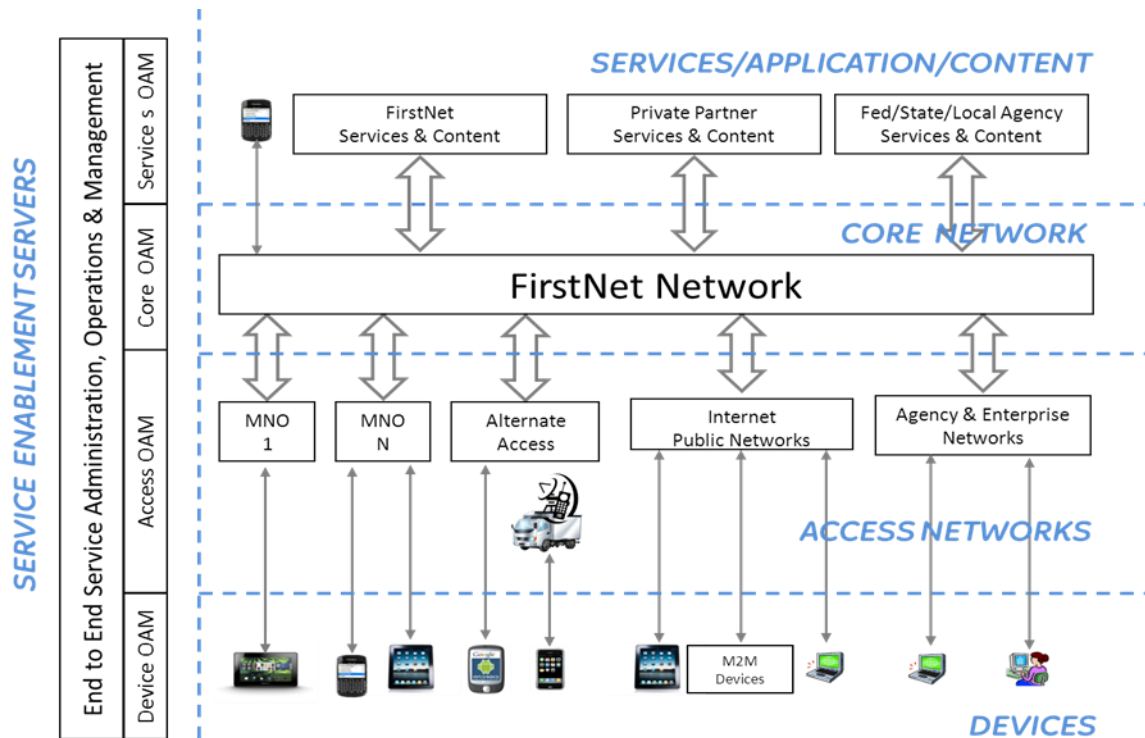 SERVICE ENABLEMENT SERVERS
End to End Service Administration, Operations & Management
Service s OAM
Core OAM
Access OAM
Device OAM
SERVICES/APPLICATION/CONTENT
FirstNet
Services & Content
Private Partner
Services & Content
Fed/State/Local Agency
Services & Content
CORE NETWORK
FirstNet Network
MNO
1
MNO
N
Alternate
Access
Internet
Public Networks
Agency & Enterprise
Networks
ACCESS NETWORKS
Google
M2M
Devices
DEVICES